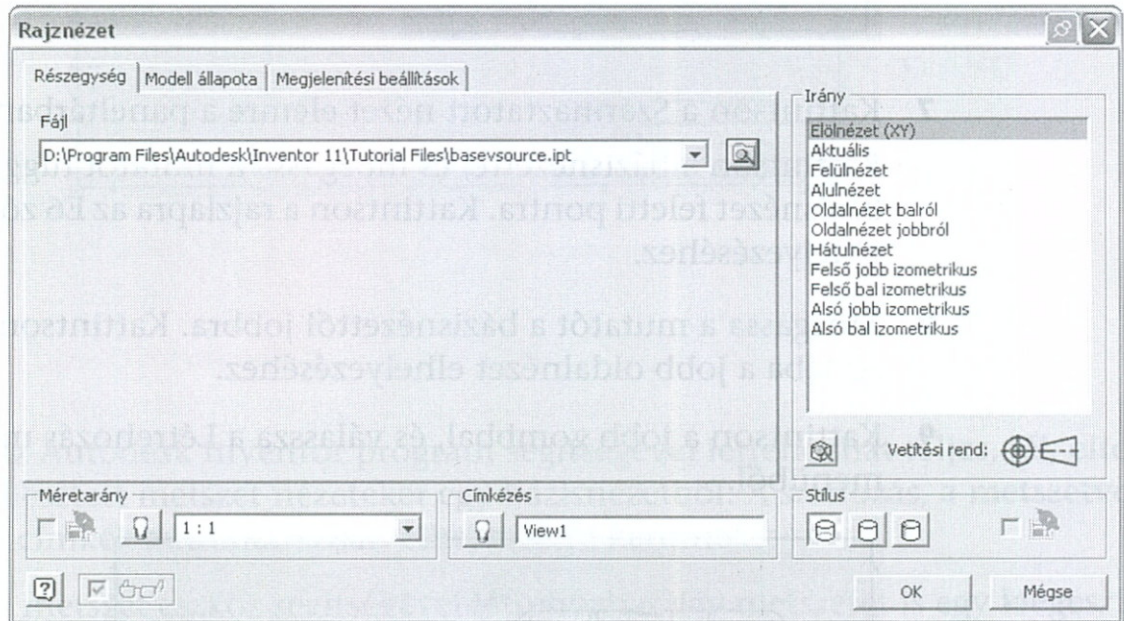 Rajznézet
Részegység
Modell állapota
Megjelenítési beállítások
Fájl
D:\Program Files\Autodesk\Inventor 11\Tutorial Files\basevsource.ipt
Irány
Elölnézet (XY)
Aktuális
Felülnézet
Alulnézet
Oldalnézet balról
Oldalnézet jobbról
Hátulnézet
Felső jobb izometrikus
Felső bal izometrikus
Alsó jobb izometrikus
Alsó bal izometrikus
Vetítési rend:
Méretarány
1 : 1
Címkézés
View1
Stílus
OK
Mégse